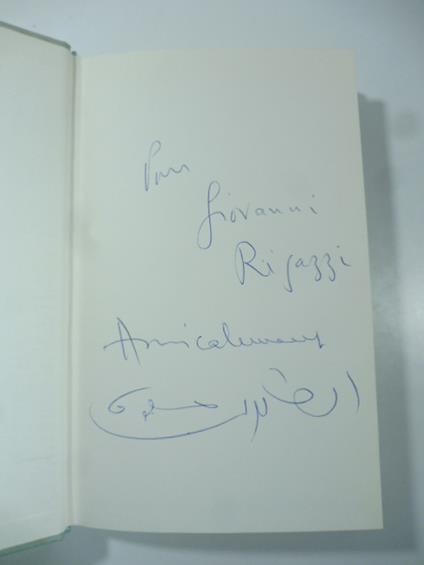 Pour
Giovanni
Rigazzi
Amicalement